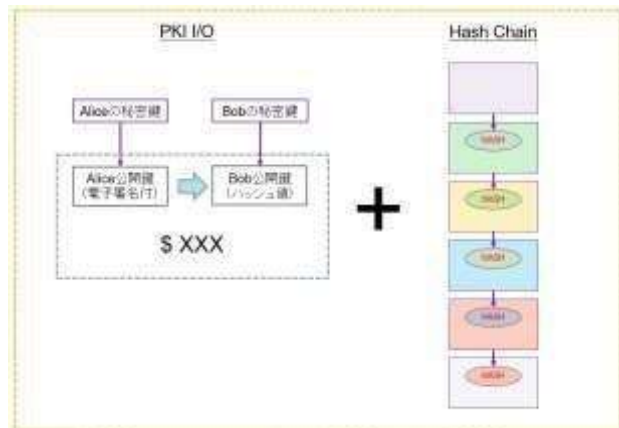 PKI I/O
Hash Chain
Aliceの秘密鍵
Bobの秘密鍵
Alice公開鍵
(電子署名付)
Bob公開鍵
(ハッシュ値)
$ XXX
+
HASH
HASH
HASH
HASH
HASH